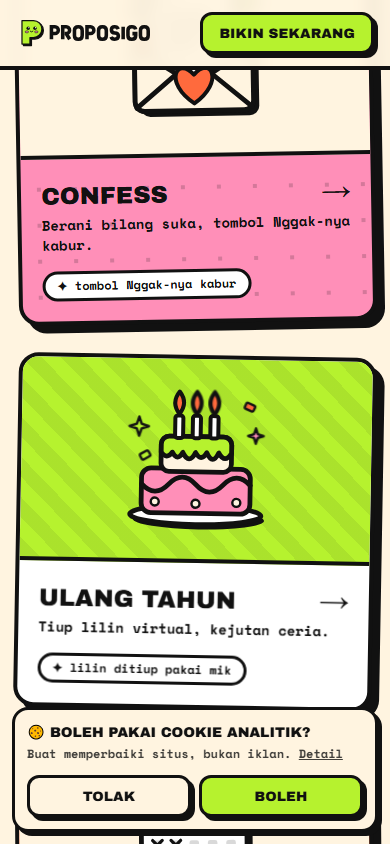 PROPOSIGO
BIKIN SEKARANG
CONFESS →
Berani bilang suka, tombol Nggak-nya
kabur.
✦ tombol Nggak-nya kabur
ULANG TAHUN →
Tiup lilin virtual, kejutan ceria.
✦ lilin ditiup pakai mik
🍪 BOLEH PAKAI COOKIE ANALITIK?
Buat memperbaiki situs, bukan iklan. Detail
TOLAK
BOLEH